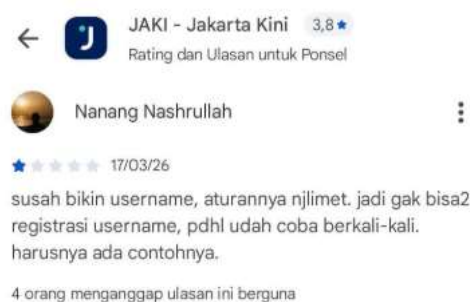 JAKI - Jakarta Kini 3,8★
Rating dan Ulasan untuk Ponsel
Nanang Nashrullah
17/03/26
susah bikin username, aturannya njlimet. jadi gak bisa2
registrasi username, pdhl udah coba berkali-kali.
harusnya ada contohnya.
4 orang menganggap ulasan ini berguna